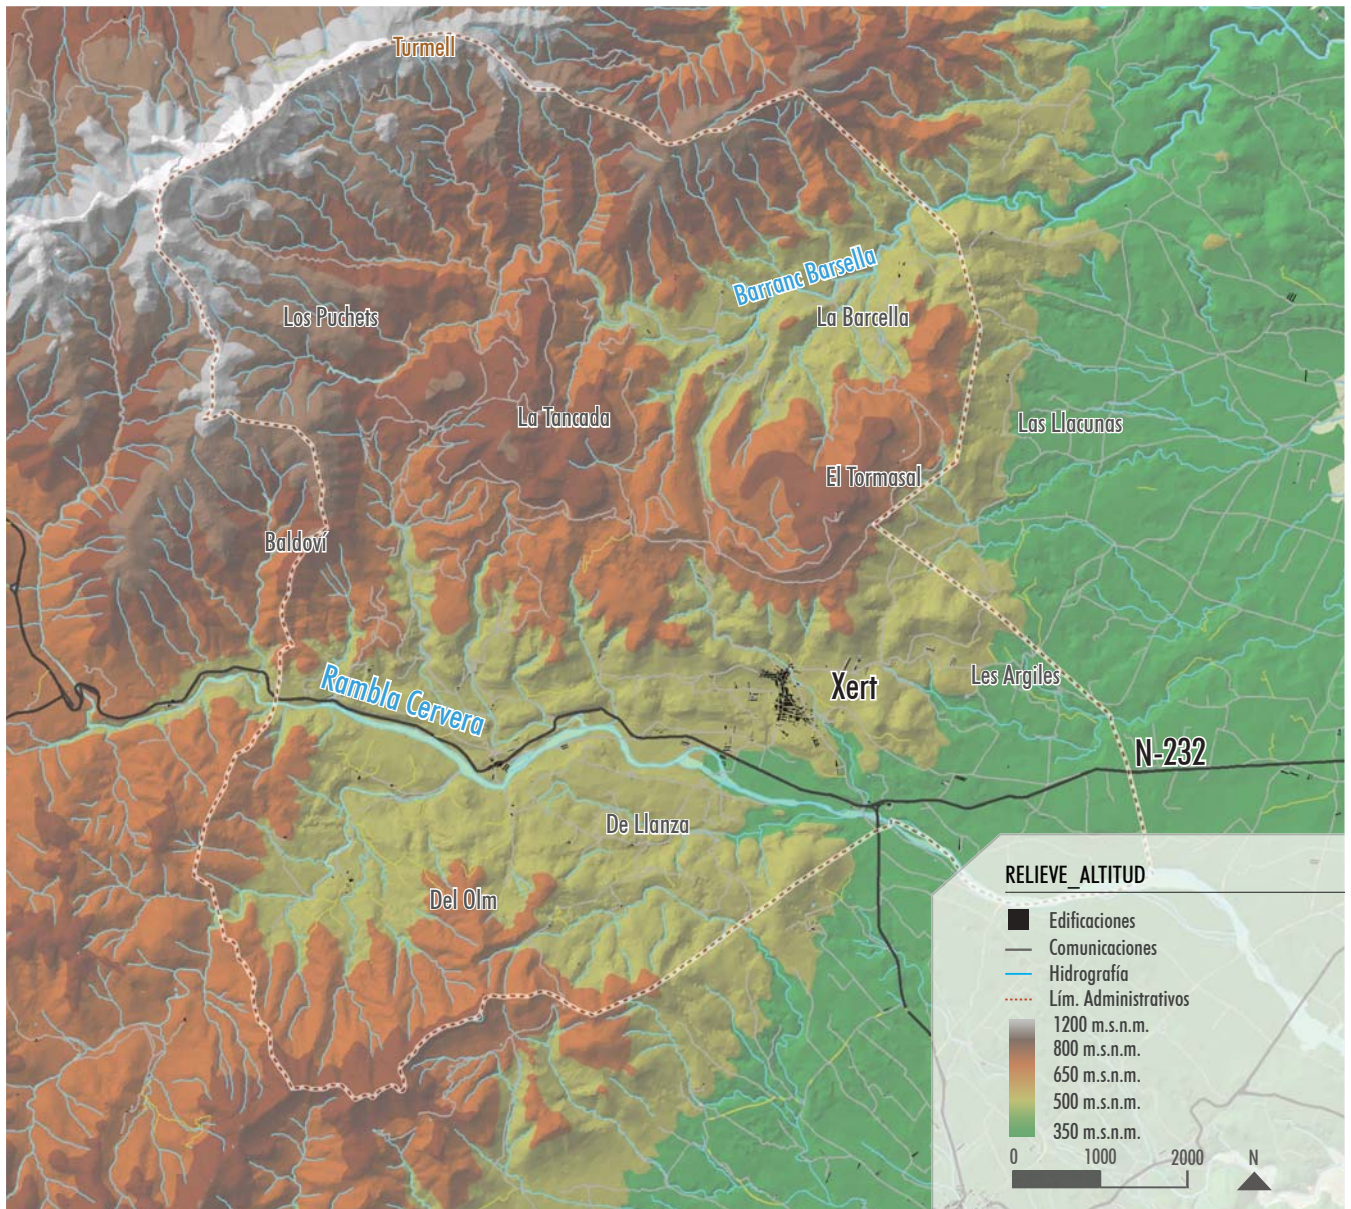 Turmell
Barranc Barsella
Los Puchets
La Barcella
La Tancada
Las Llacunas
El Tormasal
Baldoví
Les Argiles
Rambla Cervera
Xert
N-232
De Llanza
Del Olm
RELIEVE_ALTITUD
Edificaciones
Comunicaciones
Hidrografía
Lím. Administrativos
1200 m.s.n.m.
800 m.s.n.m.
650 m.s.n.m.
500 m.s.n.m.
350 m.s.n.m.
0 1000 2000 N